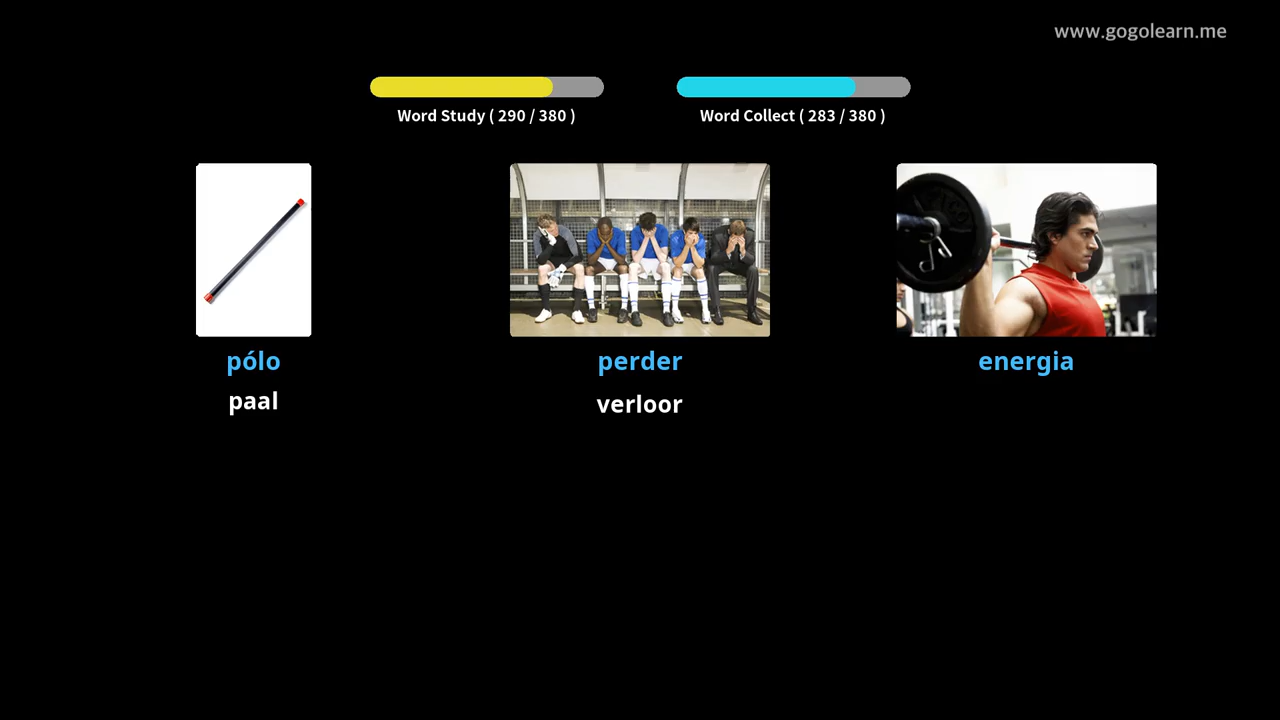 www.gogolearn.me
Word Study ( 290 / 380 )
Word Collect ( 283 / 380 )
pólo
perder
energia
paal
verloor